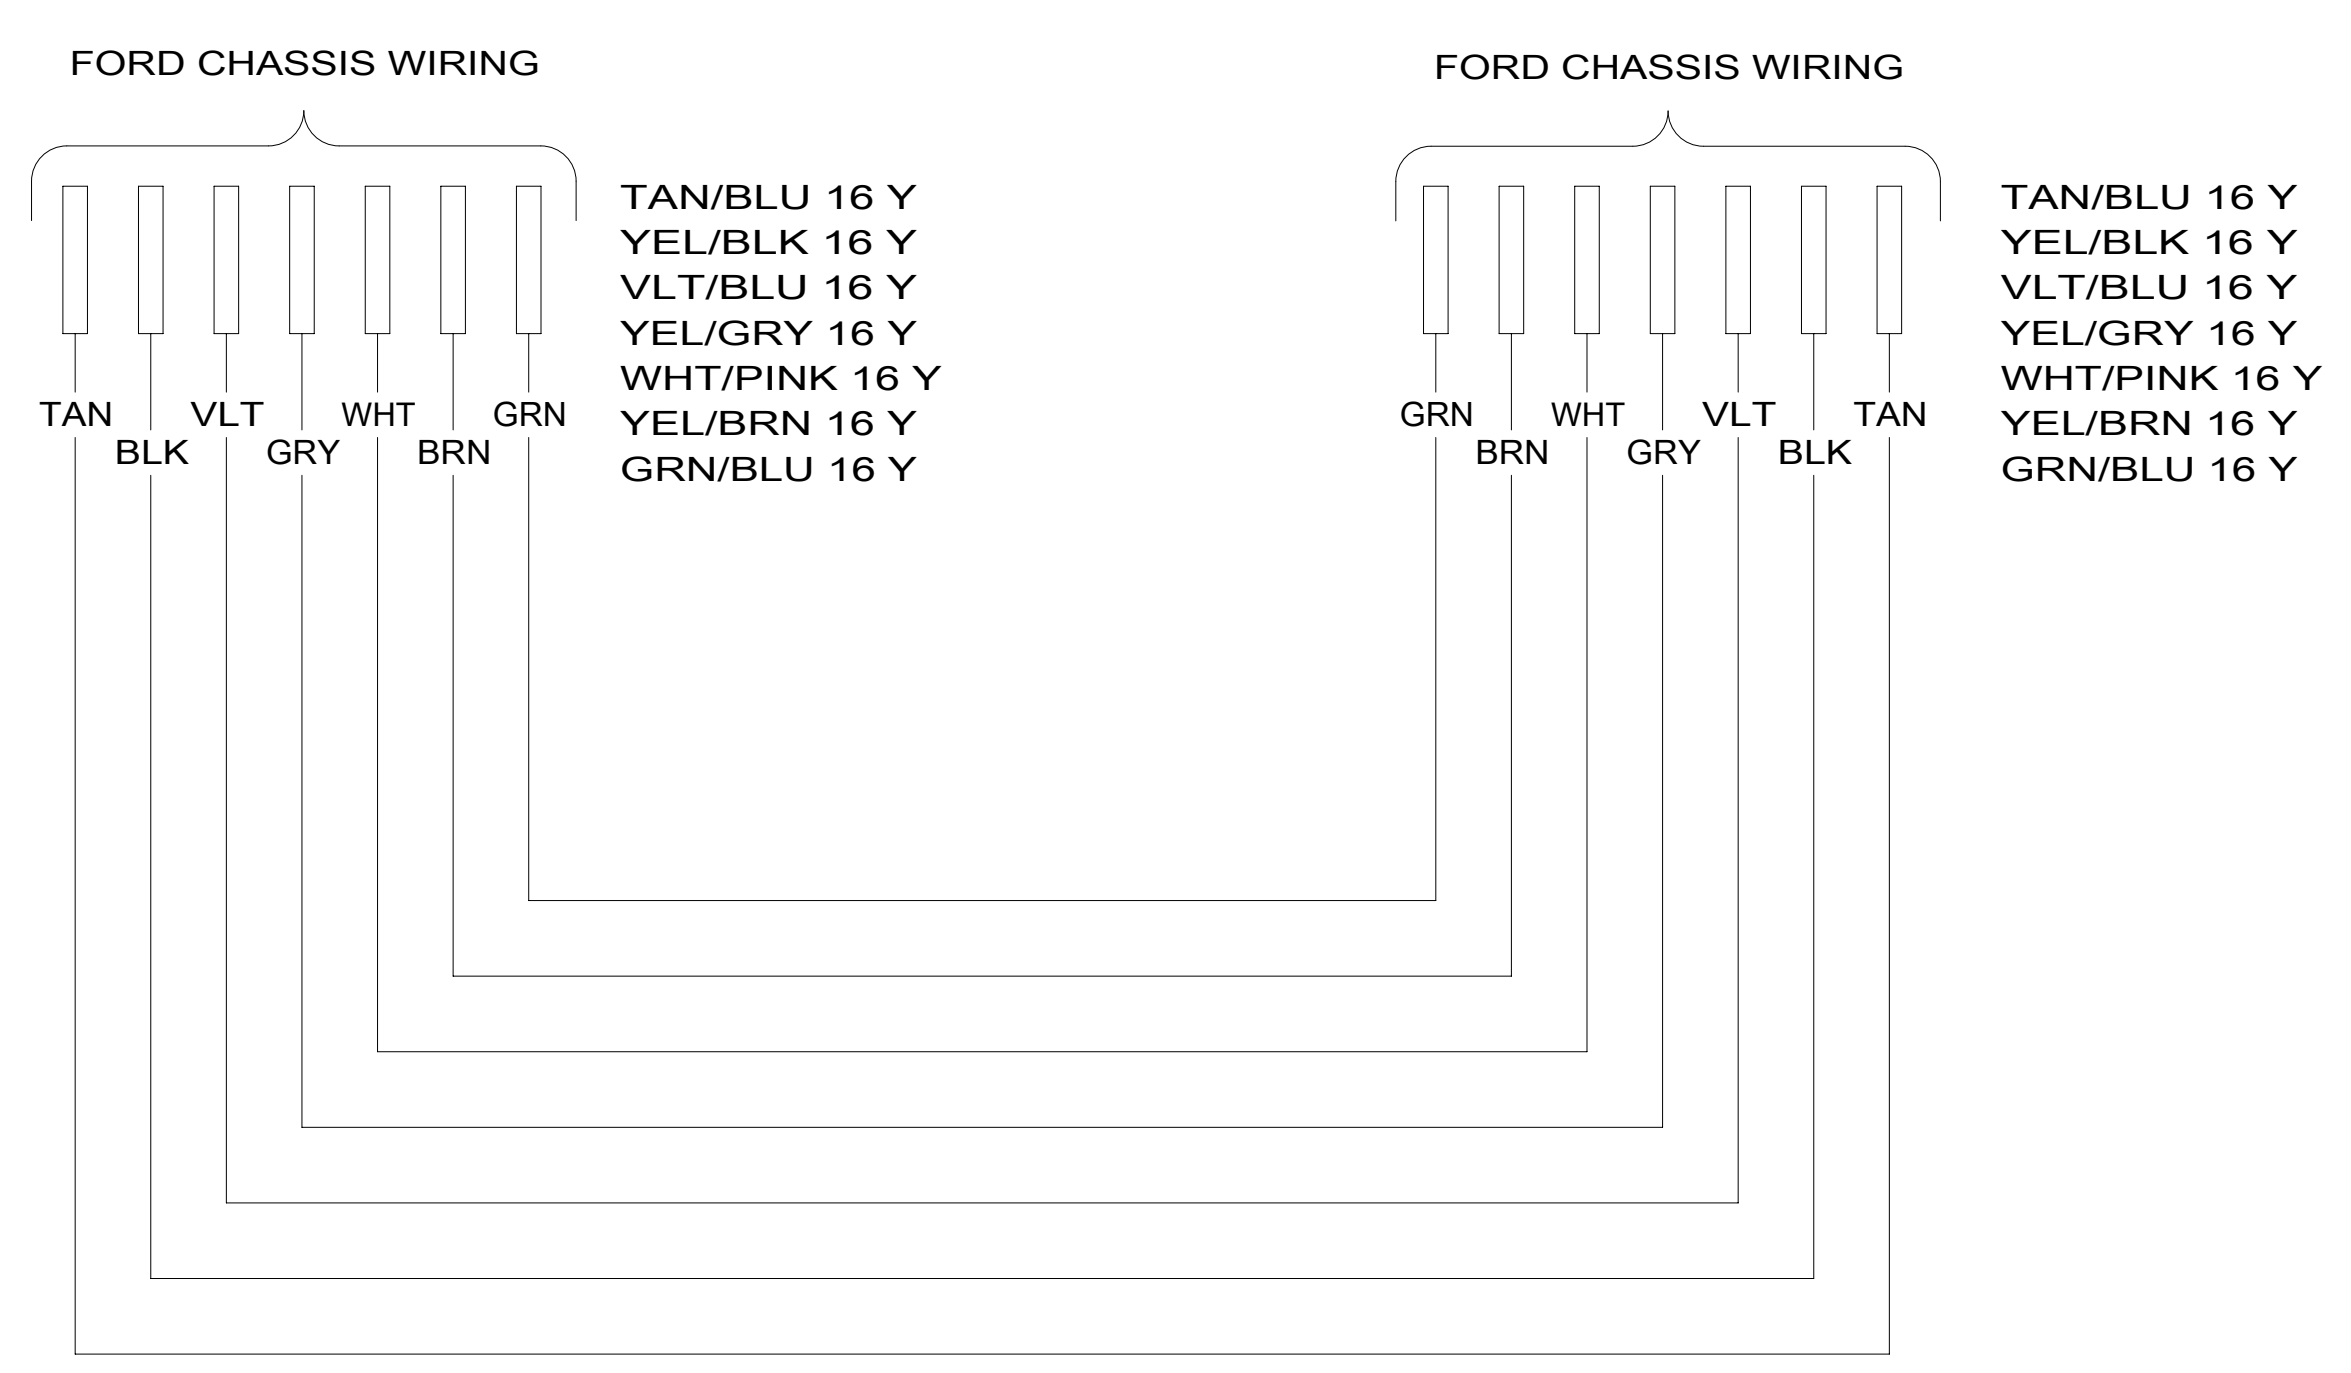 FORD CHASSIS WIRING
TAN/BLU 16 Y
YEL/BLK 16 Y
VLT/BLU 16 Y
YEL/GRY 16 Y
WHT/PINK 16 Y
YEL/BRN 16 Y
GRN/BLU 16 Y
TAN VLT WHT GRN
BLK GRY BRN
FORD CHASSIS WIRING
TAN/BLU 16 Y
YEL/BLK 16 Y
VLT/BLU 16 Y
YEL/GRY 16 Y
WHT/PINK 16 Y
YEL/BRN 16 Y
GRN/BLU 16 Y
GRN WHT VLT TAN
BRN GRY BLK